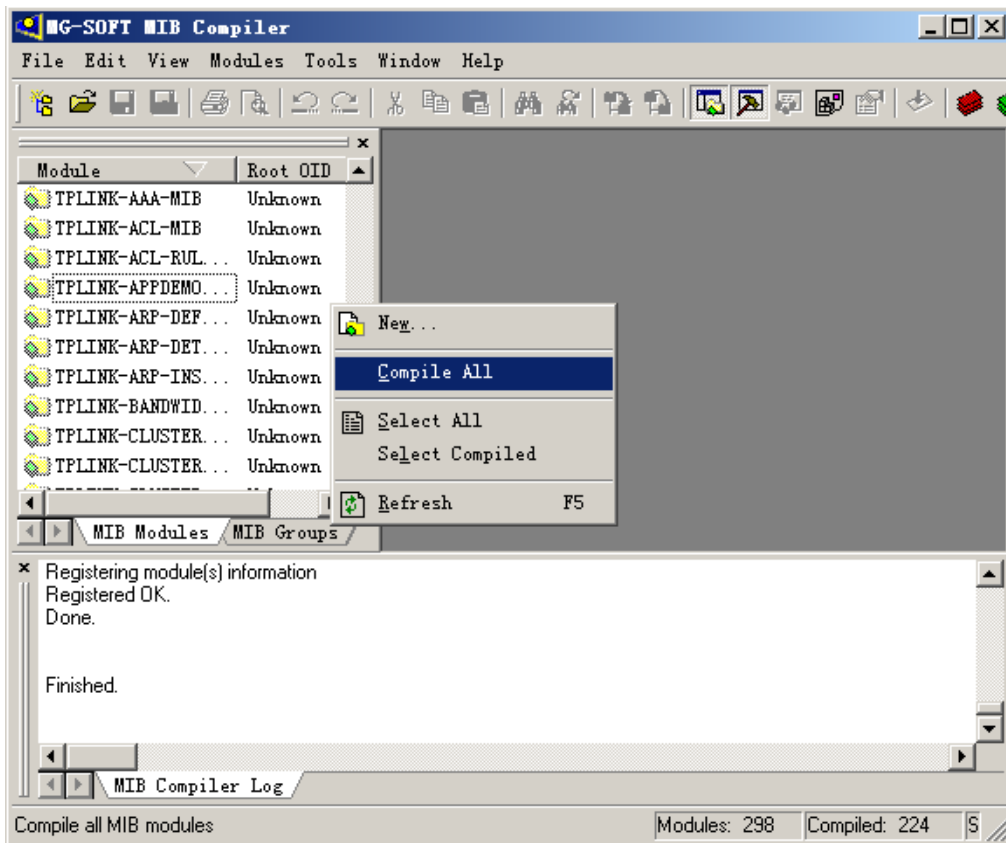 MG-SOFT MIB Compiler
File Edit View Modules Tools Window Help
Module Root OID
TPLINK-AAA-MIB Unknown
TPLINK-ACL-MIB Unknown
TPLINK-ACL-RUL... Unknown
TPLINK-APPDEMO... Unknown
TPLINK-ARP-DEF... Unknown
TPLINK-ARP-DET... Unknown
TPLINK-ARP-INS... Unknown
TPLINK-BANDWID... Unknown
TPLINK-CLUSTER... Unknown
TPLINK-CLUSTER... Unknown
New...
Compile All
Select All
Select Compiled
Refresh F5
MIB Modules MIB Groups
Registering module(s) information
Registered OK.
Done.
Finished.
MIB Compiler Log
Compile all MIB modules Modules: 298 Compiled: 224 S